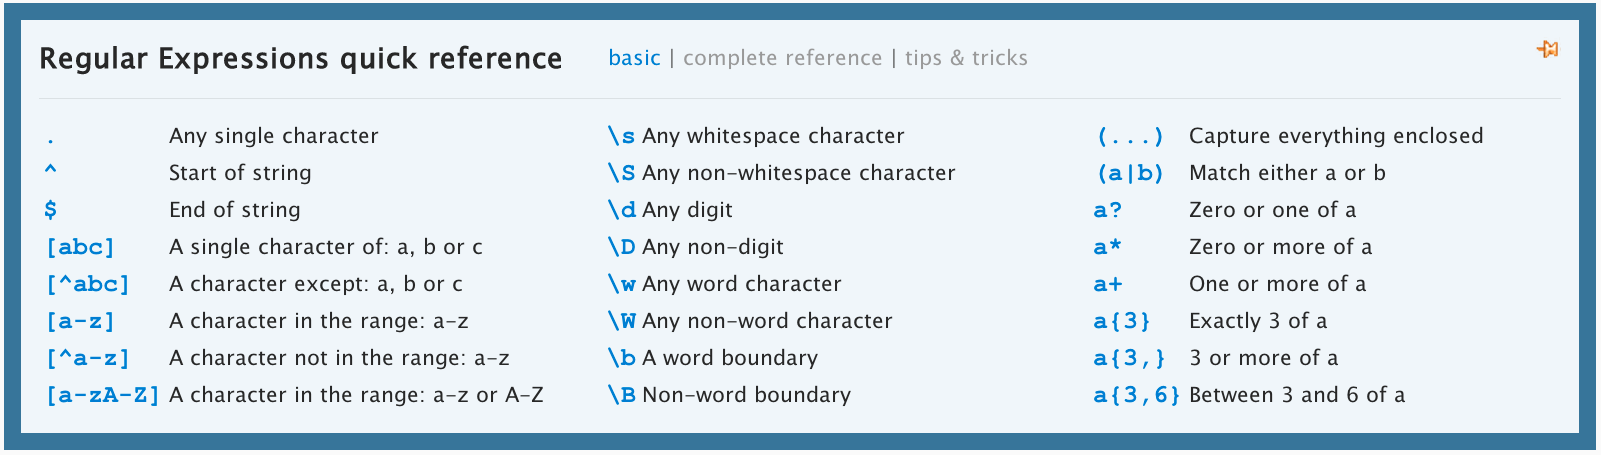 Regular Expressions quick reference basic | complete reference | tips & tricks
. Any single character
^ Start of string
$ End of string
[abc] A single character of: a, b or c
[^abc] A character except: a, b or c
[a-z] A character in the range: a-z
[^a-z] A character not in the range: a-z
[a-zA-Z] A character in the range: a-z or A-Z
\s Any whitespace character
\S Any non-whitespace character
\d Any digit
\D Any non-digit
\w Any word character
\W Any non-word character
\b A word boundary
\B Non-word boundary
(...) Capture everything enclosed
(a|b) Match either a or b
a? Zero or one of a
a* Zero or more of a
a+ One or more of a
a{3} Exactly 3 of a
a{3,} 3 or more of a
a{3,6} Between 3 and 6 of a